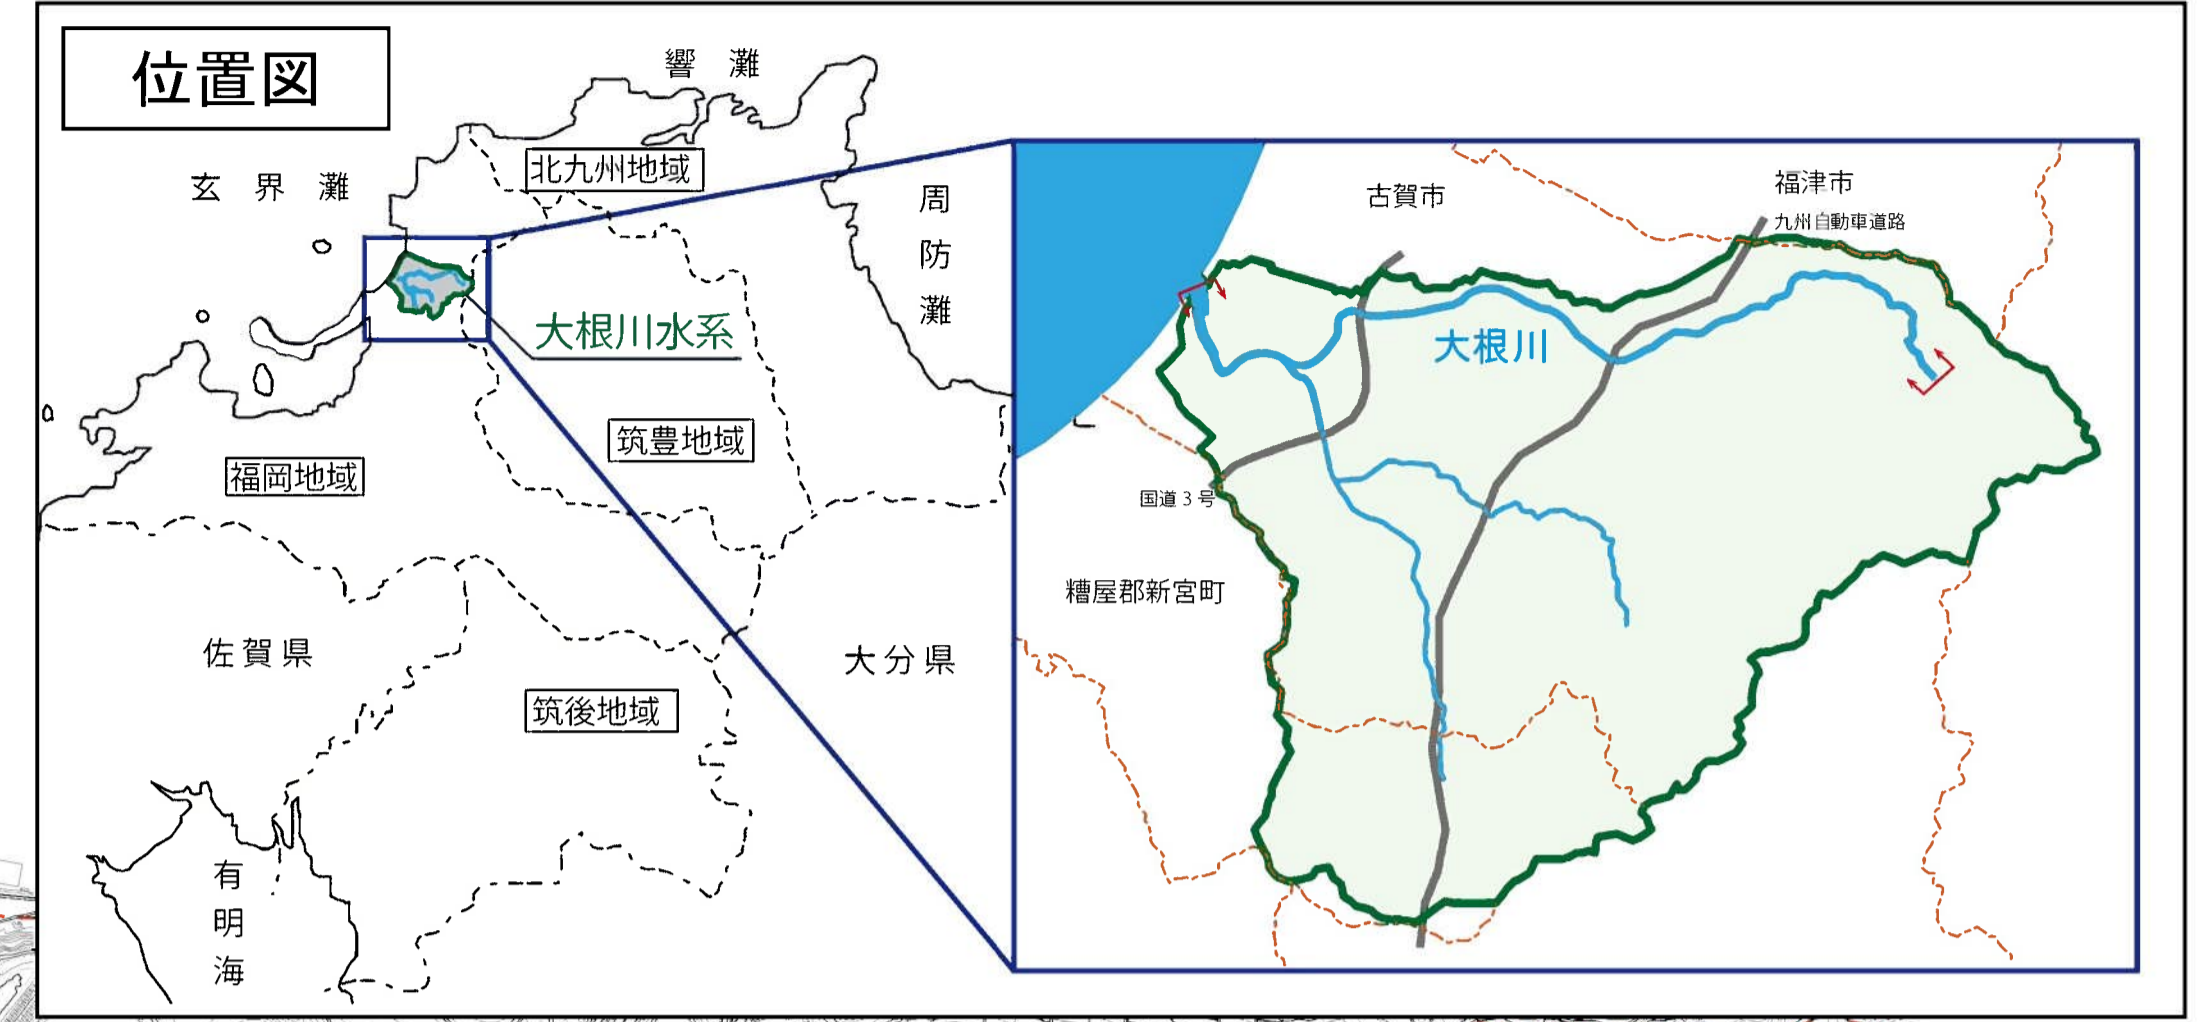 位置図
響灘
玄界灘
北九州地域
周防灘
大根川水系
筑豊地域
福岡地域
佐賀県
大分県
筑後地域
有明海
古賀市
福津市
九州自動車道路
大根川
国道3号
糟屋郡新宮町